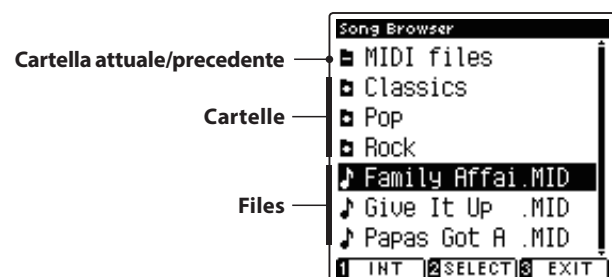 Song Browser
Cartella attuale/precedente
MIDI files
Classics
Cartelle
Pop
Rock
Family Affai.MID
Files
Give It Up .MID
Papas Got A .MID
1 INT 2 SELECT 3 EXIT